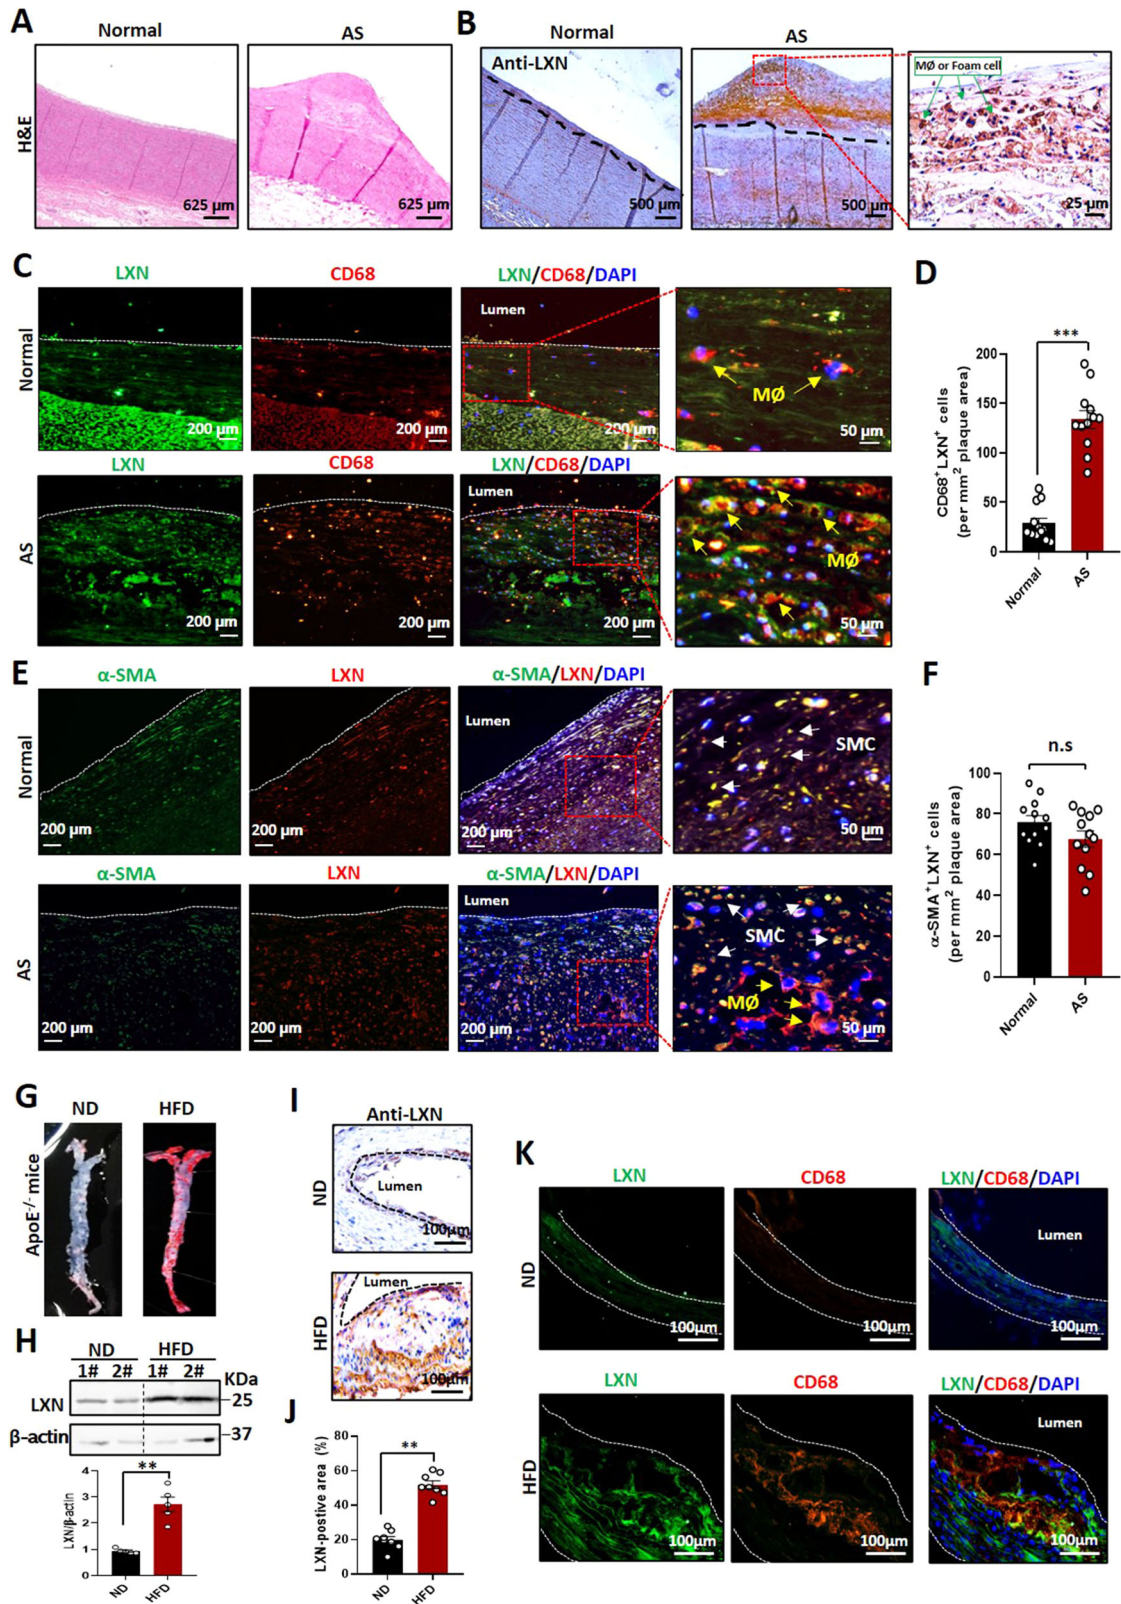 A
Normal
AS
H&E
625 µm
625 µm
B
Normal
AS
Anti-LXN
MØ or Foam cell
500 µm
500 µm
25 µm
C
LXN
CD68
LXN/CD68/DAPI
Normal
Lumen
MØ
200 µm
200 µm
200 µm
50 µm
LXN
CD68
LXN/CD68/DAPI
AS
Lumen
MØ
200 µm
200 µm
200 µm
50 µm
D
***
CD68+LXN+ cells
(per mm2 plaque area)
200
150
100
50
0
Normal
AS
E
α-SMA
LXN
α-SMA/LXN/DAPI
Normal
Lumen
SMC
200 µm
200 µm
200 µm
50 µm
α-SMA
LXN
α-SMA/LXN/DAPI
AS
Lumen
SMC
MØ
200 µm
200 µm
200 µm
50 µm
F
n.s
α-SMA+LXN+ cells
(per mm2 plaque area)
100
80
60
40
20
0
Normal
AS
G
ND
HFD
ApoE-/- mice
H
ND
HFD
1# 2# 1# 2#
KDa
LXN
25
β-actin
37
**
LXN/β-actin
4
3
2
1
0
ND
HFD
I
Anti-LXN
ND
Lumen
100µm
HFD
Lumen
100µm
J
LXN-postive area (%)
**
80
60
40
20
0
ND
HFD
K
LXN
CD68
LXN/CD68/DAPI
ND
Lumen
100µm
100µm
100µm
LXN
CD68
LXN/CD68/DAPI
HFD
Lumen
100µm
100µm
100µm